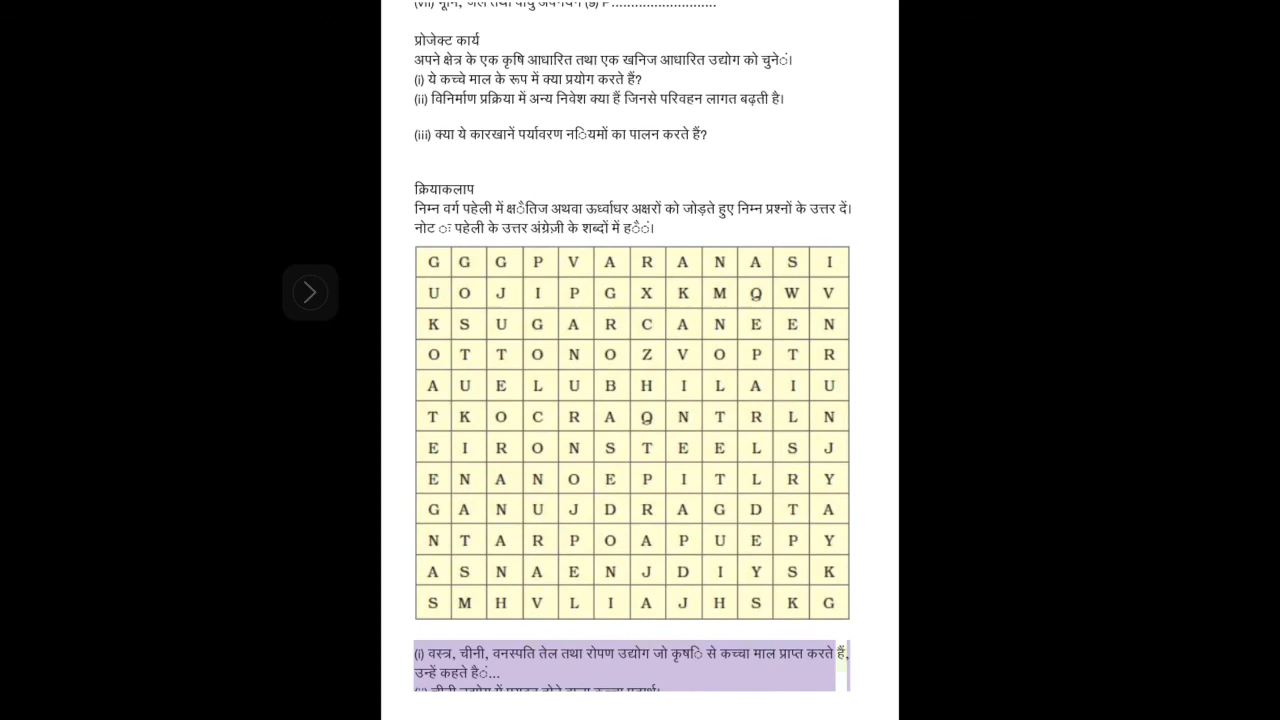 प्रोजेक्ट कार्य
अपने क्षेत्र के एक कृषि आधारित तथा एक खनिज आधारित उद्योग को चुने◌ं।
(i) ये कच्चे माल के रूप में क्या प्रयोग करते हैं?
(ii) विनिर्माण प्रक्रिया में अन्य निवेश क्या हैं जिनसे परिवहन लागत बढ़ती है।
(iii) क्या ये कारखानें पर्यावरण न◌ियमों का पालन करते हैं?
क्रियाकलाप
निम्न वर्ग पहेली में क्ष◌ैतिज अथवा ऊर्ध्वाधर अक्षरों को जोड़ते हुए निम्न प्रश्नों के उत्तर दें।
नोट ◌ः पहेली के उत्तर अंग्रेज़ी के शब्दों में ह◌ै◌ं।
G G G P V A R A N A S I
U O J I P G X K M Q W V
K S U G A R C A N E E N
O T T O N O Z V O P T R
A U E L U B H I L A I U
T K O C R A Q N T R L N
E I R O N S T E E L S J
E N A N O E P I T L R Y
G A N U J D R A G D T A
N T A R P O A P U E P Y
A S N A E N J D I Y S K
S M H V L I A J H S K G
(i) वस्त्र, चीनी, वनस्पति तेल तथा रोपण उद्योग जो कृष◌ि से कच्चा माल प्राप्त करते हैं,
उन्हें कहते है◌ं...